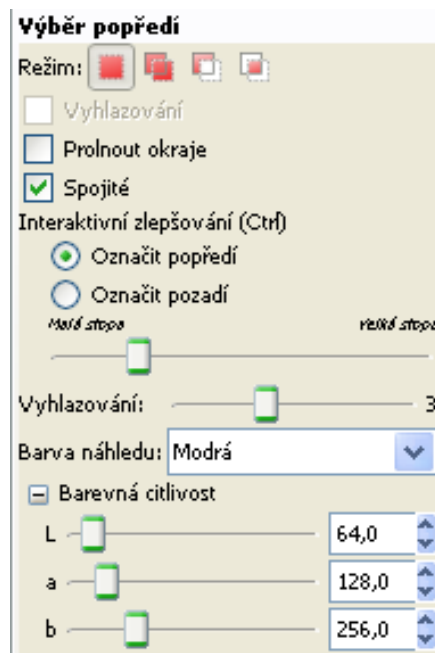 Výběr popředí
Režim:
Vyhlazování
Prolnout okraje
Spojité
Interaktivní zlepšování (Ctrl)
Označit popředí
Označit pozadí
Malá stopa Velká stopa
Vyhlazování: 3
Barva náhledu: Modrá
Barevná citlivost
L 64,0
a 128,0
b 256,0